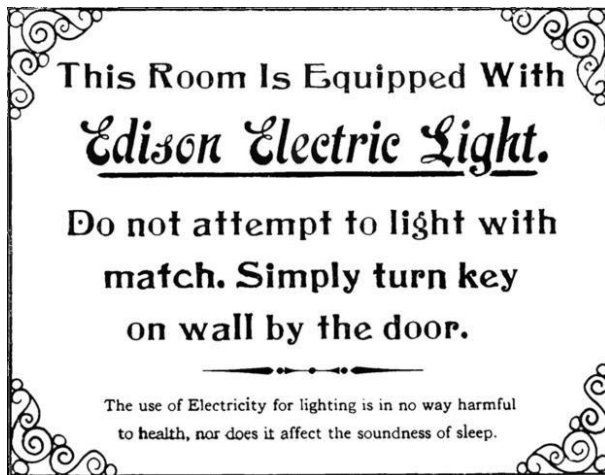 This Room Is Equipped With
Edison Electric Light.
Do not attempt to light with
match. Simply turn key
on wall by the door.
The use of Electricity for lighting is in no way harmful
to health, nor does it affect the soundness of sleep.